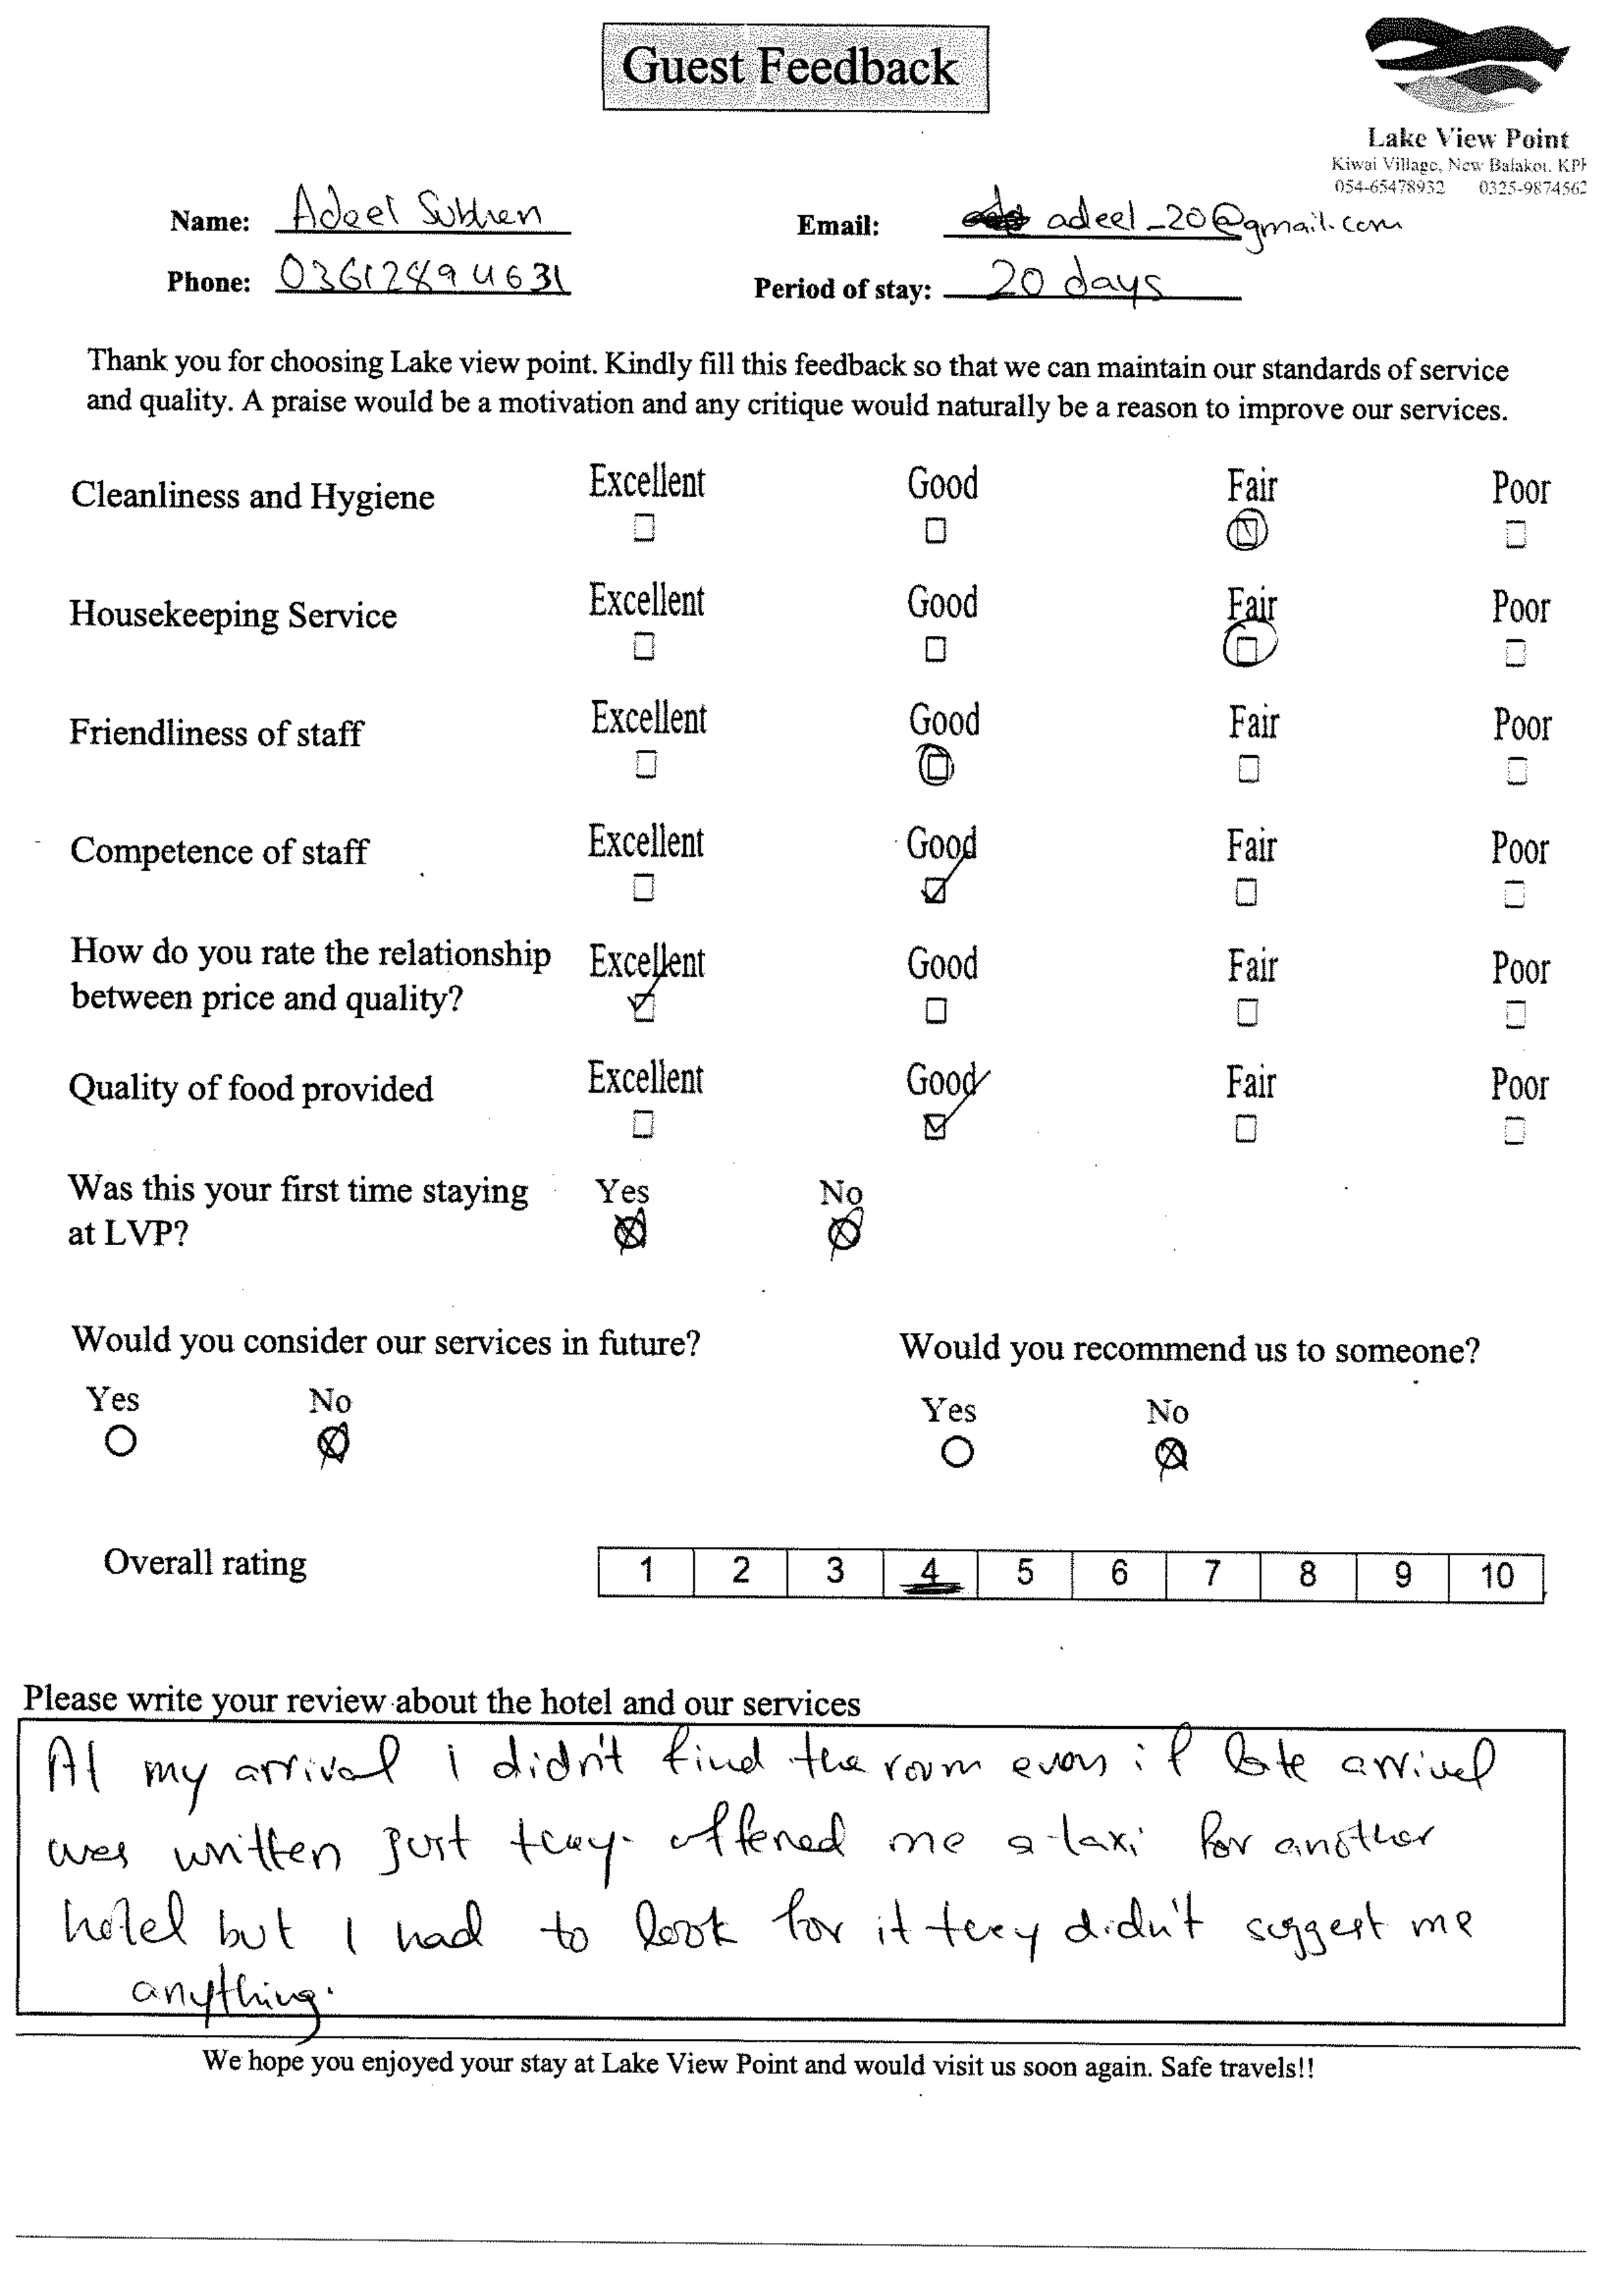 Guest Feedback
Lake View Point
Kiwai Village, New Balakot, KPK
054-65478932 0325-9874562
Name: Adeel Email: adeel_20@gmail.com
Phone: 03612894631 Period of stay: 20 days
Thank you for choosing Lake view point. Kindly fill this feedback so that we can maintain our standards of service
and quality. A praise would be a motivation and any critique would naturally be a reason to improve our services.
Cleanliness and Hygiene Excellent Good Fair Poor
Housekeeping Service Excellent Good Fair Poor
Friendliness of staff Excellent Good Fair Poor
Competence of staff Excellent Good Fair Poor
How do you rate the relationship
between price and quality? Excellent Good Fair Poor
Quality of food provided Excellent Good Fair Poor
Was this your first time staying
at LVP? Yes No
Would you consider our services in future? Would you recommend us to someone?
Yes No Yes No
Overall rating 1 2 3 4 5 6 7 8 9 10
Please write your review about the hotel and our services
At my arrival i didn't find the room even if late arrival
was written just they offered me a taxi for another
hotel but I had to look for it they didn't suggest me
anything.
We hope you enjoyed your stay at Lake View Point and would visit us soon again. Safe travels!!